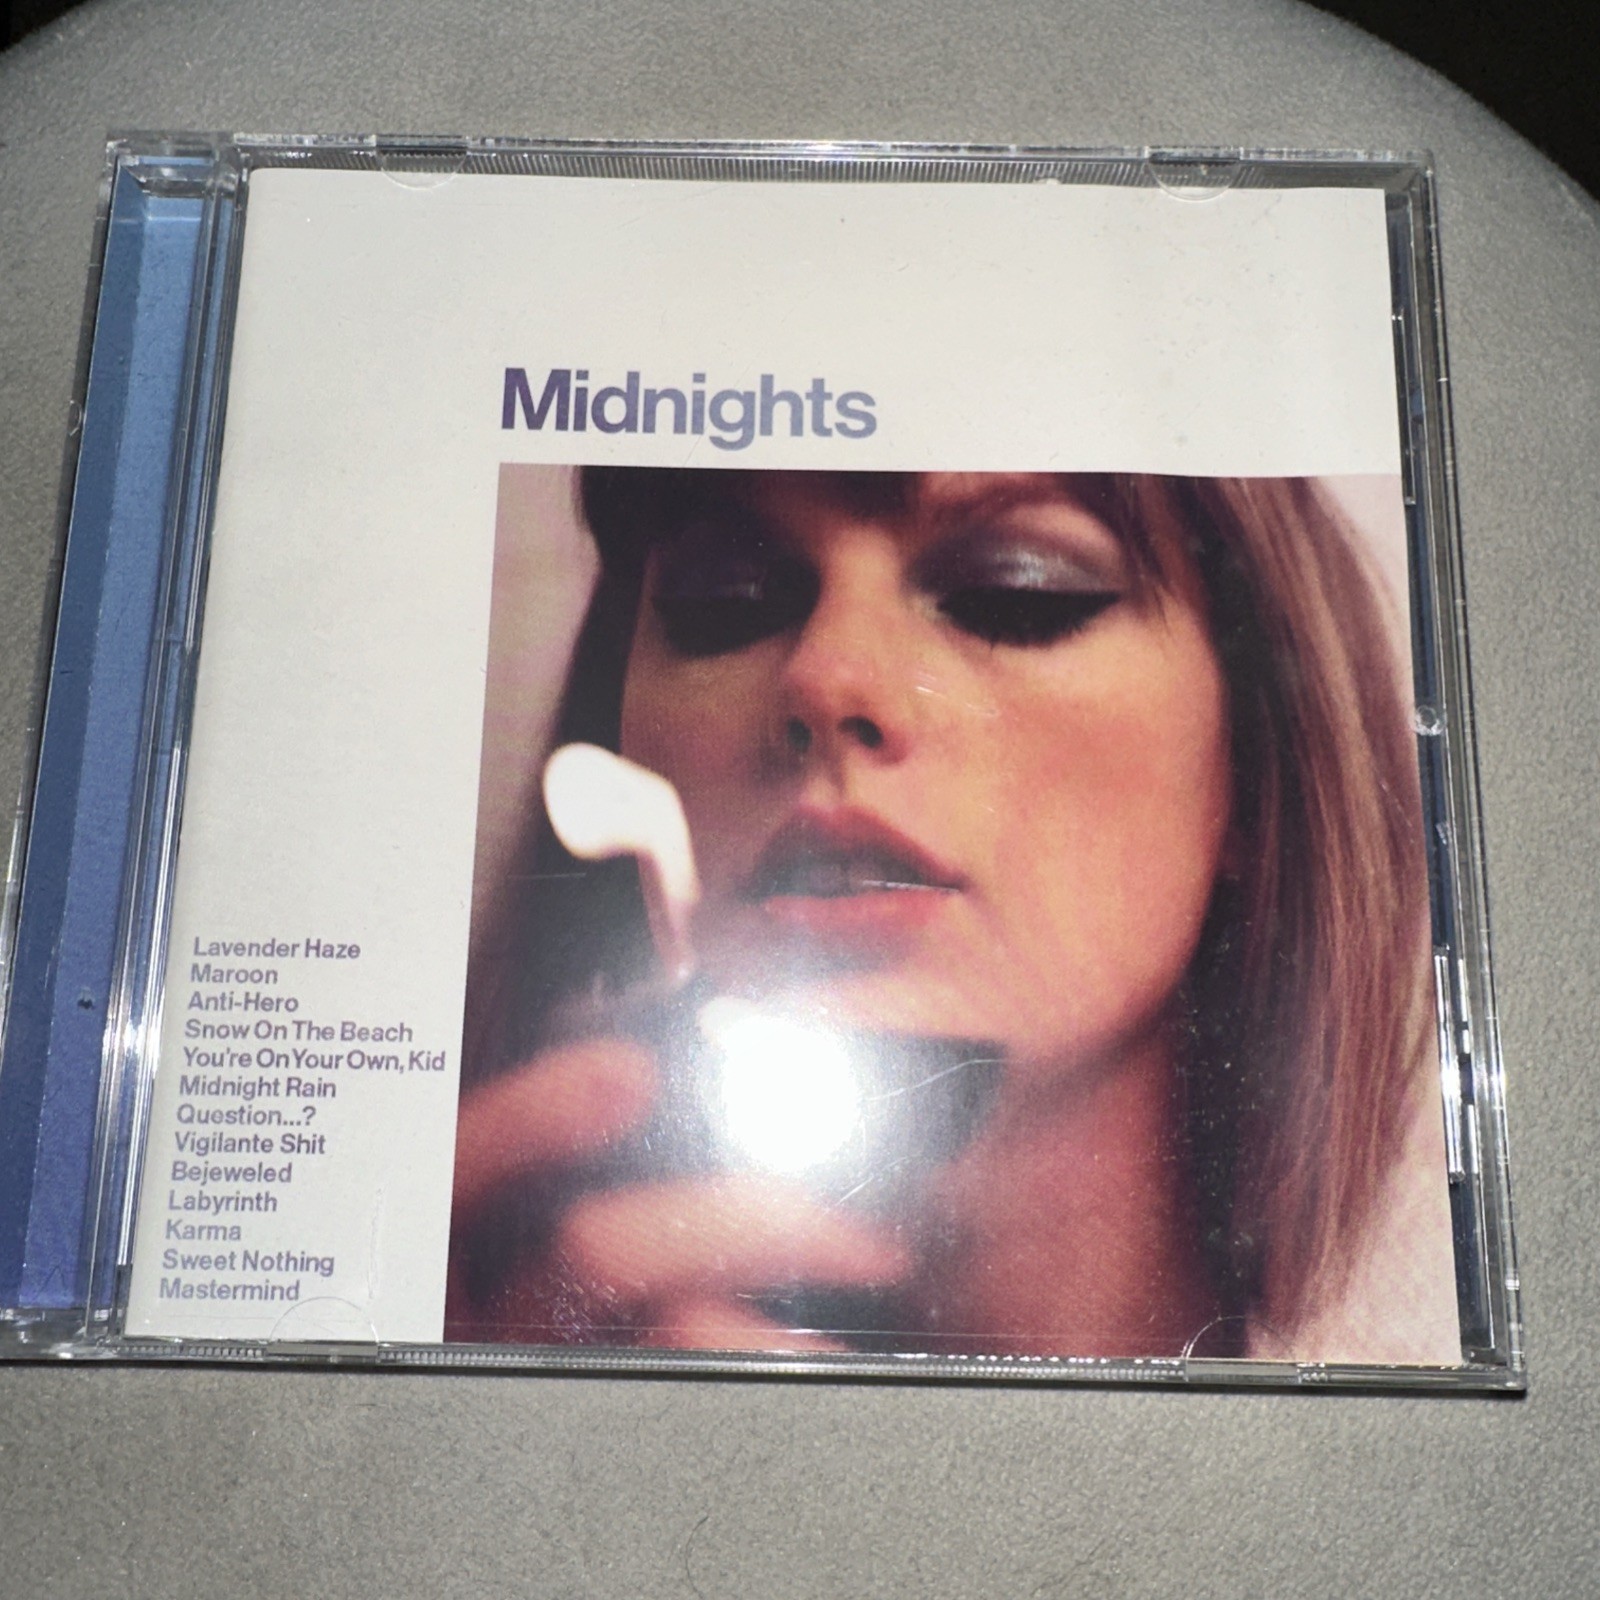 Midnights
Lavender Haze
Maroon
Anti-Hero
Snow On The Beach
You're On Your Own, Kid
Midnight Rain
Question...?
Vigilante Shit
Bejeweled
Labyrinth
Karma
Sweet Nothing
Mastermind